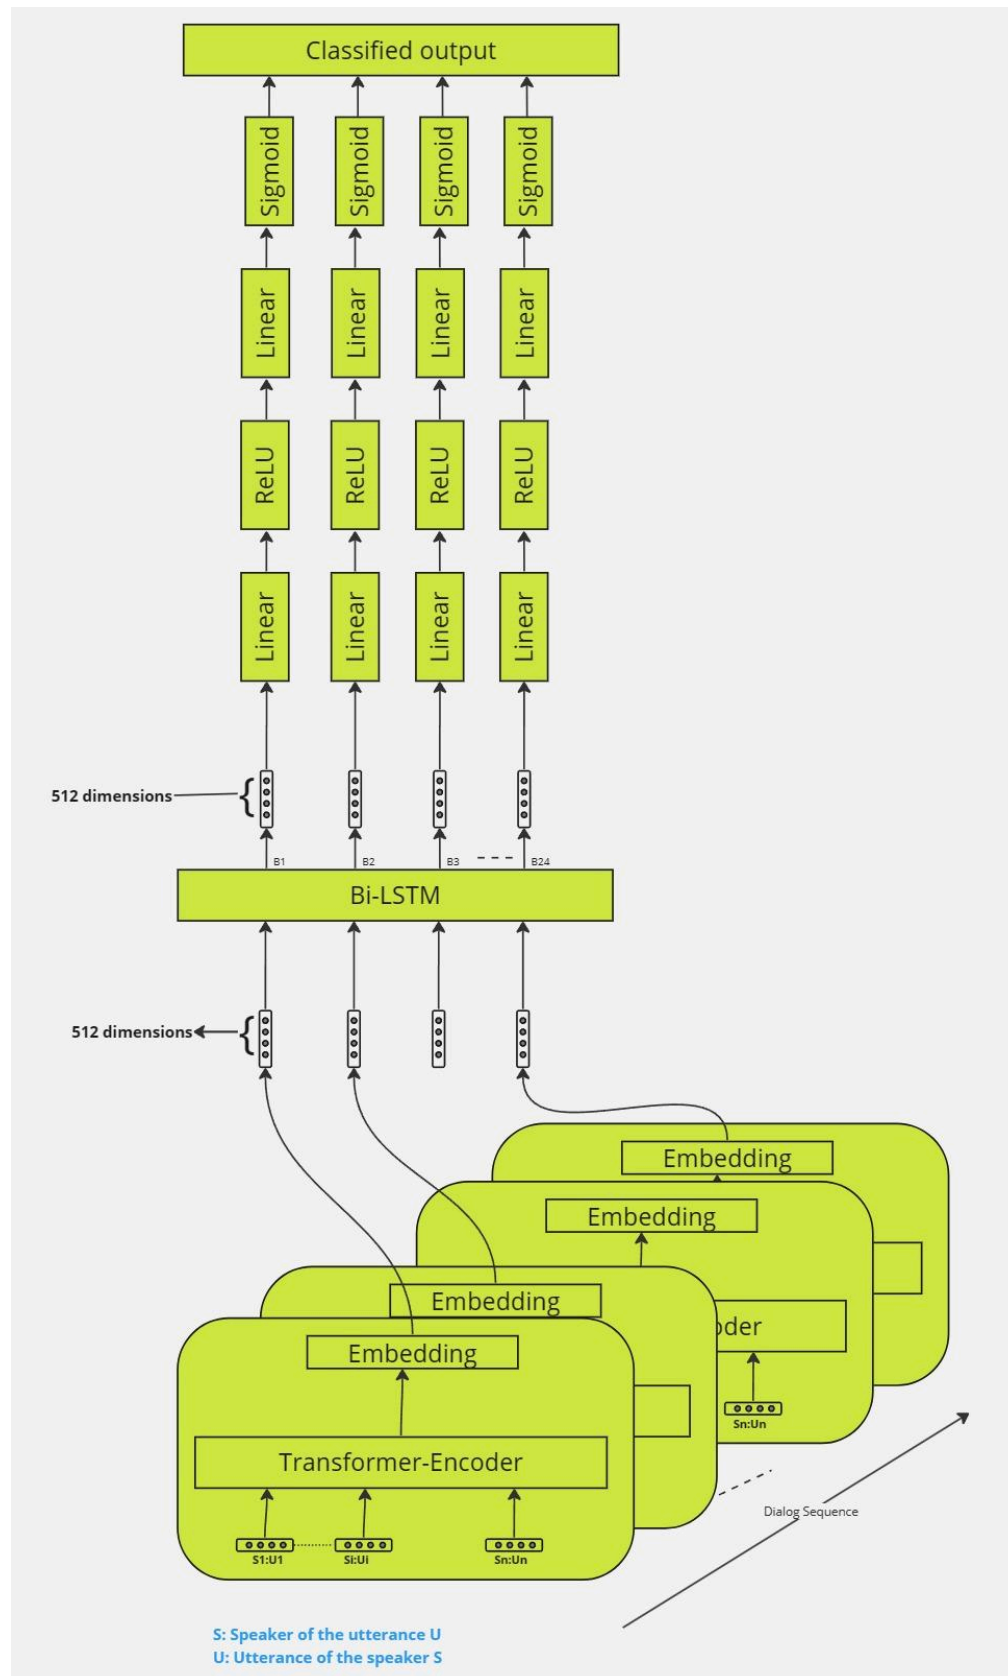 Classified output
Sigmoid Sigmoid Sigmoid Sigmoid
Linear Linear Linear Linear
ReLU ReLU ReLU ReLU
Linear Linear Linear Linear
512 dimensions
B1 B2 B3 B24
Bi-LSTM
512 dimensions
Embedding
Embedding
Embedding
Embedding
oder
Sn:Un
Transformer-Encoder
S1:U1 Si:Ui Sn:Un
Dialog Sequence
S: Speaker of the utterance U
U: Utterance of the speaker S